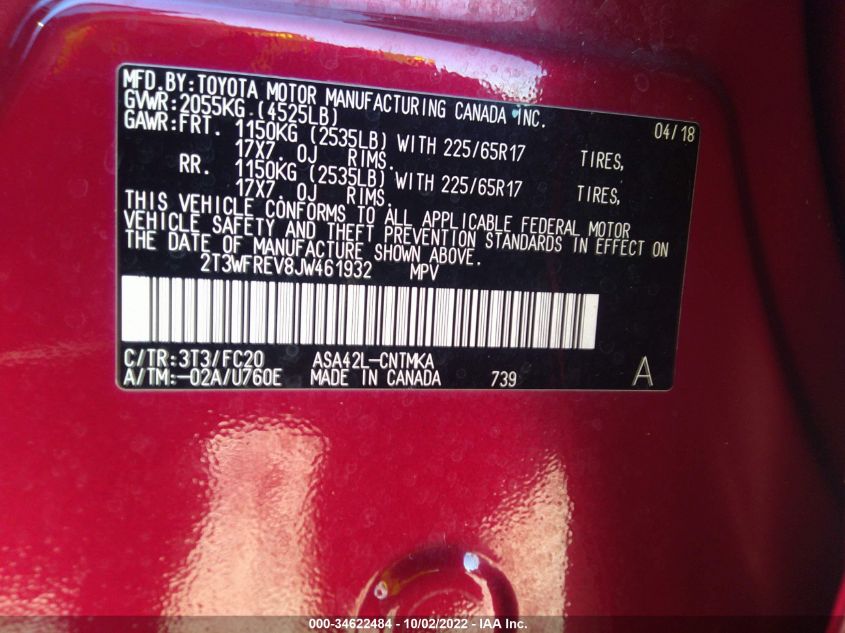 MFD.BY:TOYOTA MOTOR MANUFACTURING CANADA INC.
GVWR:2055KG (4525LB) 04/18
GAWR:FRT. 1150KG (2535LB) WITH 225/65R17 TIRES,
17X7.0J RIMS.
RR. 1150KG (2535LB) WITH 225/65R17 TIRES,
17X7.0J RIMS.
THIS VEHICLE CONFORMS TO ALL APPLICABLE FEDERAL MOTOR
VEHICLE SAFETY AND THEFT PREVENTION STANDARDS IN EFFECT ON
THE DATE OF MANUFACTURE SHOWN ABOVE.
2T3WFREV8JW461932 MPV
C/TR:3T3/FC20 ASA42L-CNTMKA
A/TM:-02A/U760E MADE IN CANADA 739 A
000-34622484 - 10/02/2022 - IAA Inc.